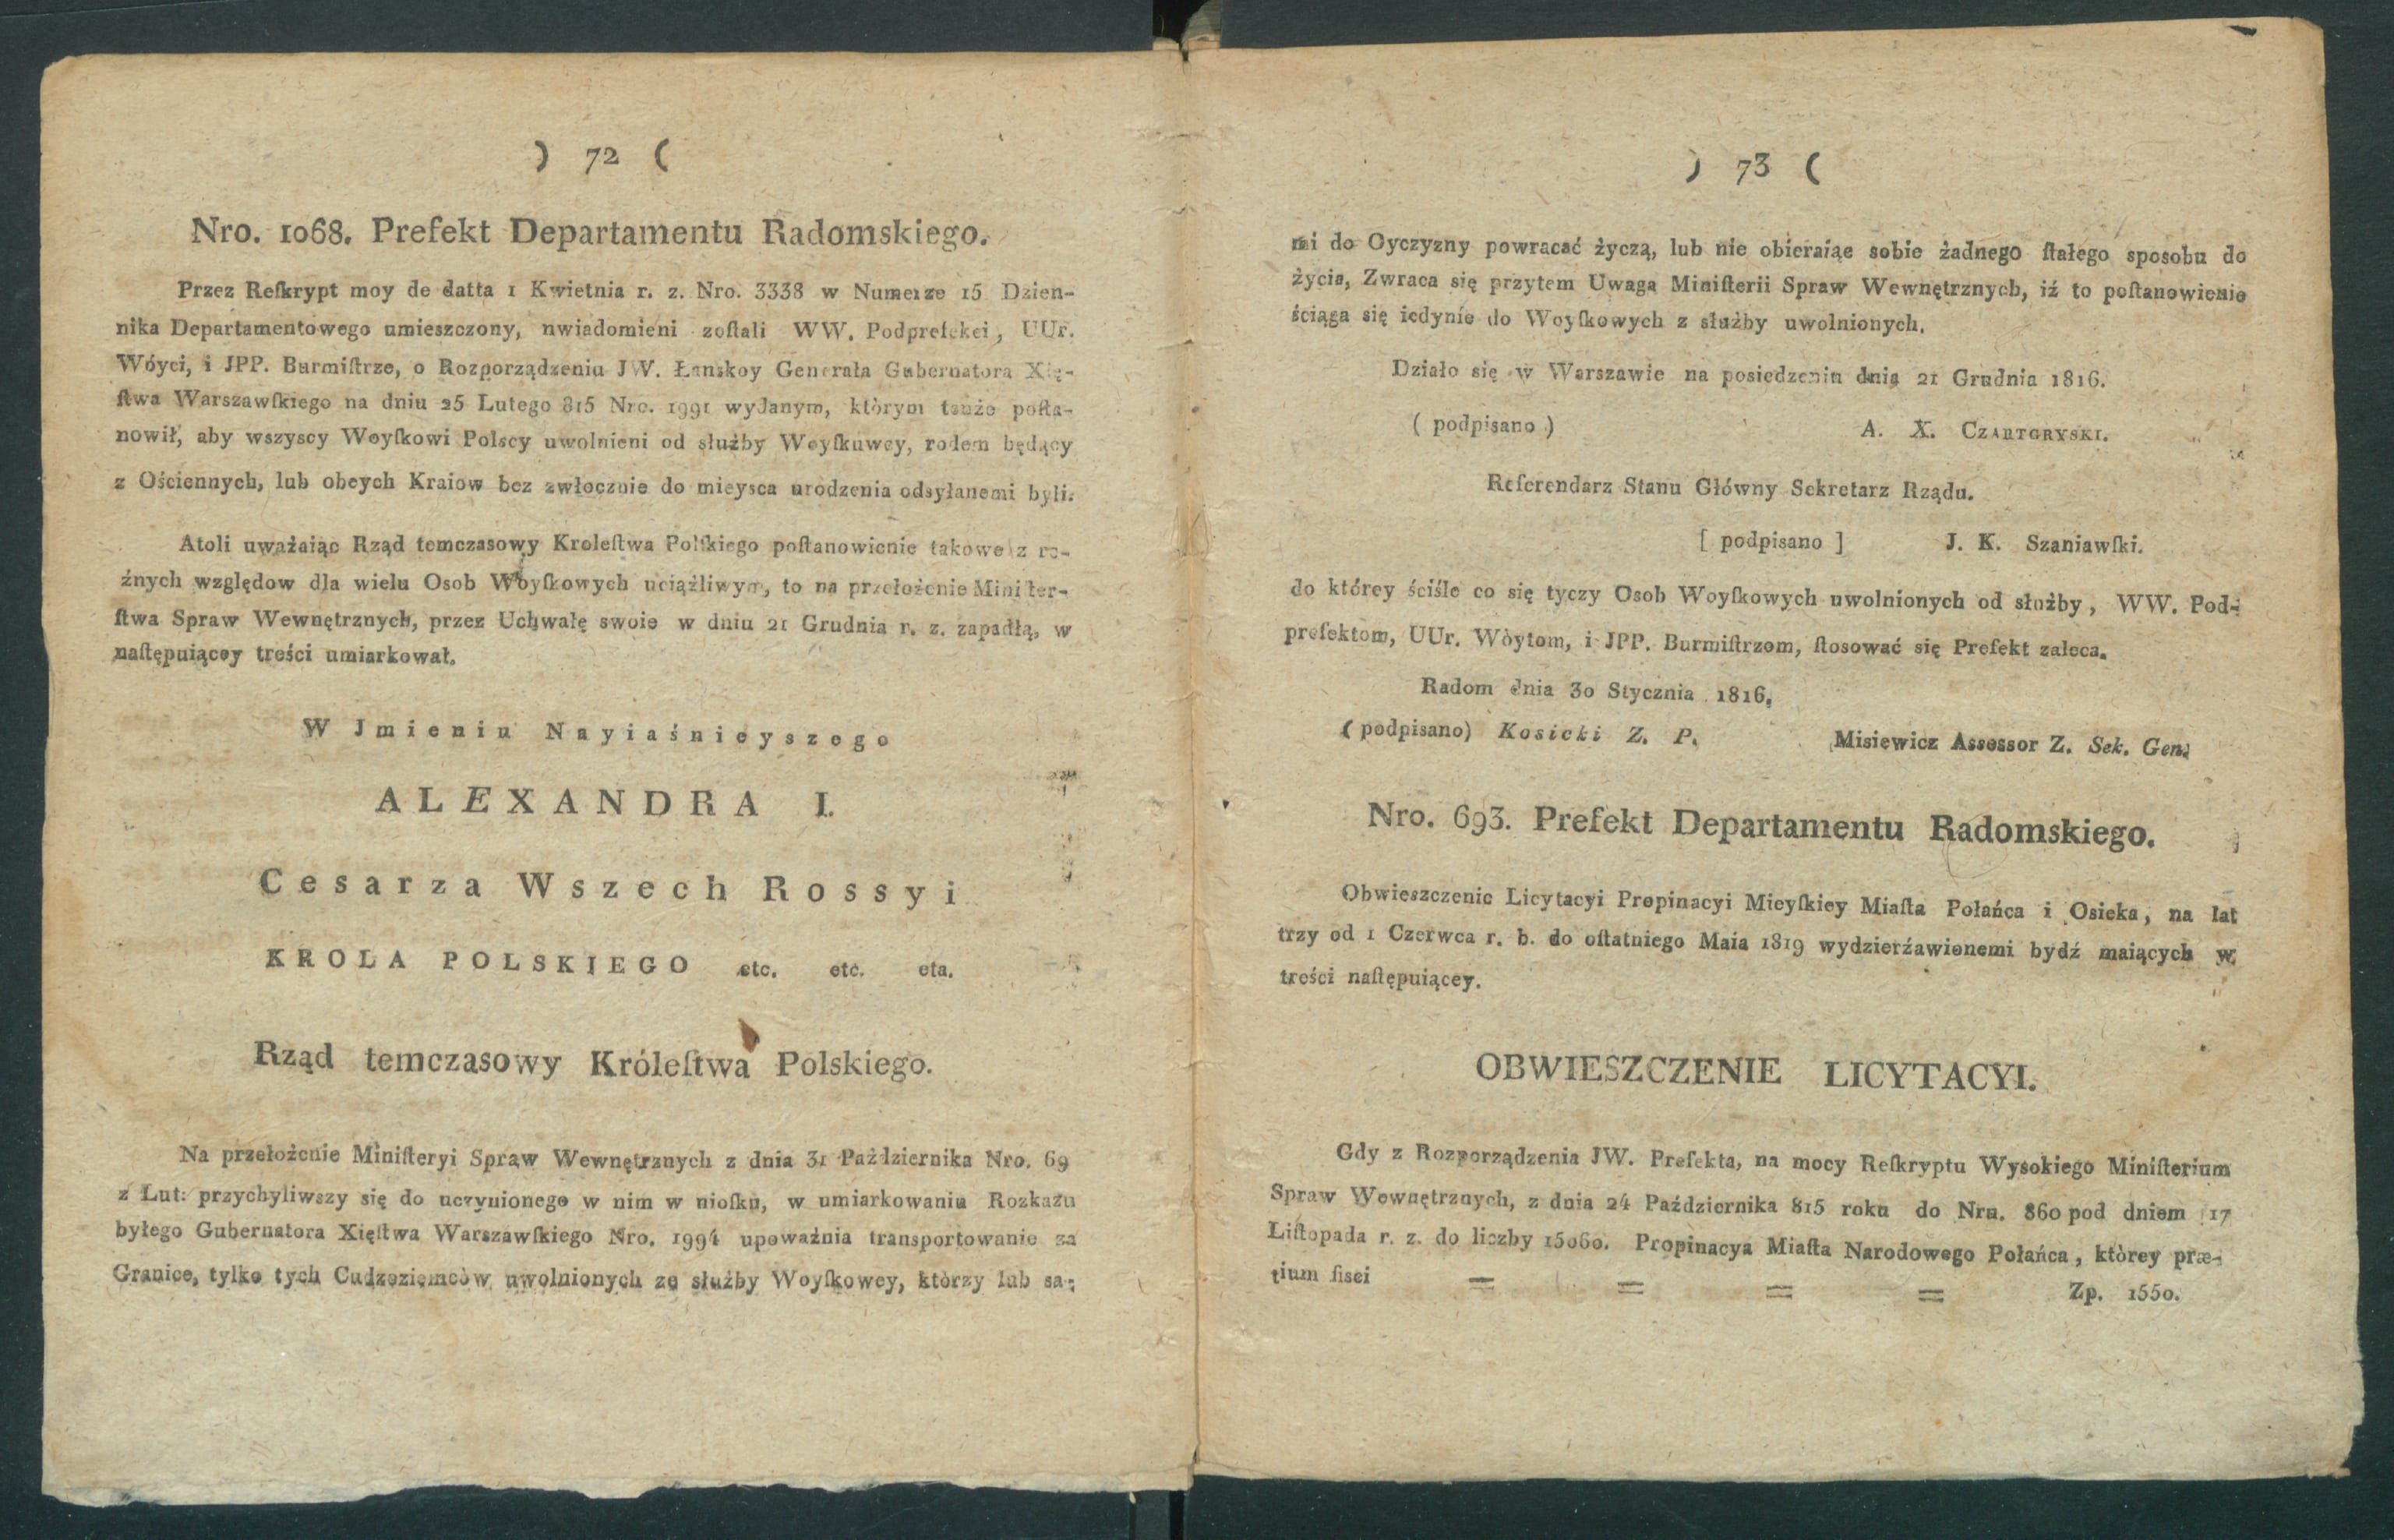 ) 72 (
Nro. 1068. Prefekt Departamentu Radomskiego.
Przez Reſkrypt moy de datta 1 Kwietnia r. z. Nro. 3338 w Numerze 15 Dzien-
nika Departamentowego umieszczony, nwiadomieni zoſtali WW. Podprefekci, UUr.
Wóyci, i JPP. Burmiſtrze, o Rozporządzeniu JW. Łanskoy Generała Gubernatora Xię-
ſtwa Warszawſkiego na dniu 25 Lutego 815 Nro. 1991 wydanym, którym tenże poſta-
nowił, aby wszyscy Woyſkowi Polscy uwolnieni od służby Woyſkuwey, rodem będący
z Ościennych, lub obcych Kraiow bez zwłocznie do mieysca urodzenia odsyłanemi byli.
Atoli uważaiąc Rząd temczasowy Kroleſtwa Polſkiego poſtanowienie takowe z ro-
źnych względow dla wielu Osob Woyſkowych uciążliwym, to na przełożenie Miniſter-
ſtwa Spraw Wewnętrznych, przez Uchwałę swoie w dniu 21 Grudnia r. z. zapadłą, w
naſtępuiącey treści umiarkował.
W Jmieniu Nayiaśnieyszego
ALEXANDRA I.
Cesarza Wszech Rossyi
KROLA POLSKIEGO etc. etc. eta.
Rząd temczasowy Króleſtwa Polskiego.
Na przełożenie Miniſteryi Spraw Wewnętrznych z dnia 31 Października Nro. 69
z Lut: przychyliwszy się do uczynionego w nim w nioſku, w umiarkowaniu Rozkazu
byłego Gubernatora Xięſtwa Warszawſkiego Nro. 1994 upoważnia transportowanie za
Granice, tylko tych Cudzoziemców uwolnionych ze służby Woyſkowey, którzy lub sa-
) 73 (
mi do Oyczyzny powracać życzą, lub nie obieraiąe sobie żadnego ſtałego sposobu do
życia, Zwraca się przytem Uwaga Miniſterii Spraw Wewnętrznych, iź to poſtanowienie
ściąga się iedynie do Woyſkowych z służby uwolnionych.
Działo się w Warszawie na posiedzeniu dnia 21 Grudnia 1816.
( podpisano ) A. X. CZARTORYSKI.
Referendarz Stanu Główny Sekretarz Rządu.
[ podpisano ] J. K. Szaniawſki.
do którey ściśle co się tyczy Osob Woyſkowych uwolnionych od służby, WW. Pod-
prefektom, UUr. Wòytom, i JPP. Burmiſtrzom, ſtosować się Prefekt zaleca.
Radom dnia 30 Stycznia 1816.
(podpisano) Kosicki Z. P. Misiewicz Assessor Z. Sek. Gen.
Nro. 693. Prefekt Departamentu Radomskiego.
Obwieszczenie Licytacyi Propinacyi Mieyſkiey Miaſta Połańca i Osieka, na lat
trzy od 1 Czerwca r. b. do oſtatniego Maia 1819 wydzierźawionemi bydź maiących w
treści naſtępuiącey.
OBWIESZCZENIE LICYTACYI.
Gdy z Rozporządzenia JW. Prefekta, na mocy Reſkryptu Wysokiego Miniſterium
Spraw Wewnętrznych, z dnia 24 Października 815 roku do Nru. 860 pod dniem 17
Liſtopada r. z. do liczby 15060. Propinacya Miaſta Narodowego Połańca, ktòrey præ-
tium fisci = = = = Zp. 1550.